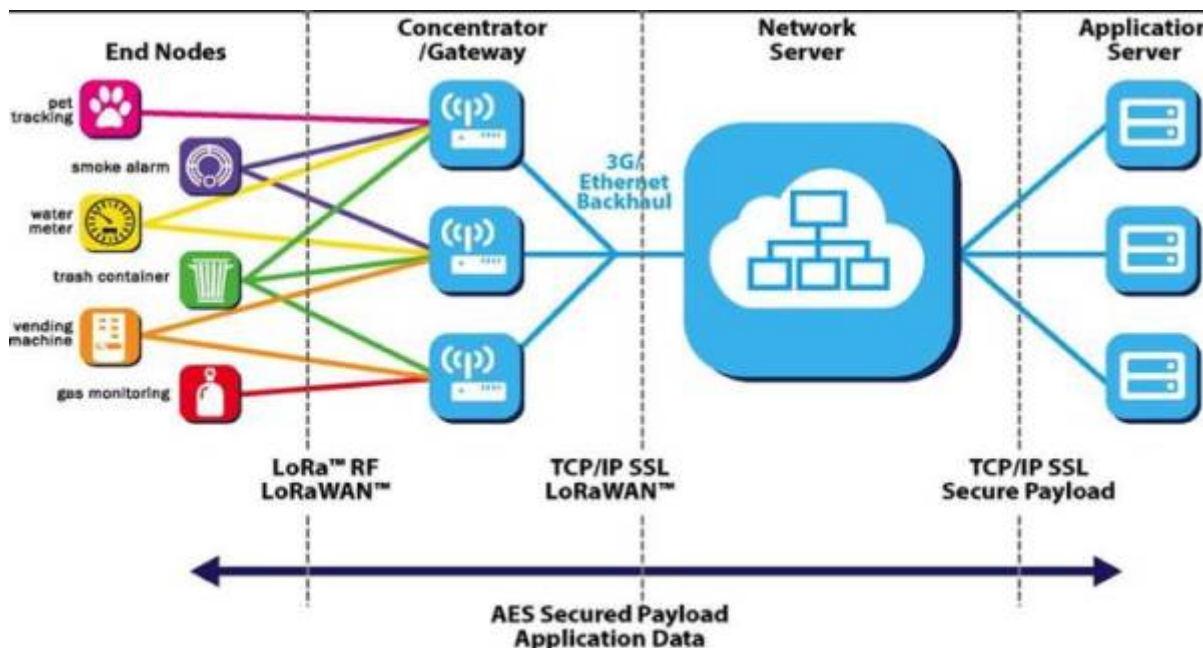 End Nodes
Concentrator
/Gateway
Network
Server
Application
Server
pet
tracking
smoke alarm
water
meter
trash container
vending
machine
gas monitoring
3G/
Ethernet
Backhaul
LoRa™ RF
LoRaWAN™
TCP/IP SSL
LoRaWAN™
TCP/IP SSL
Secure Payload
AES Secured Payload
Application Data